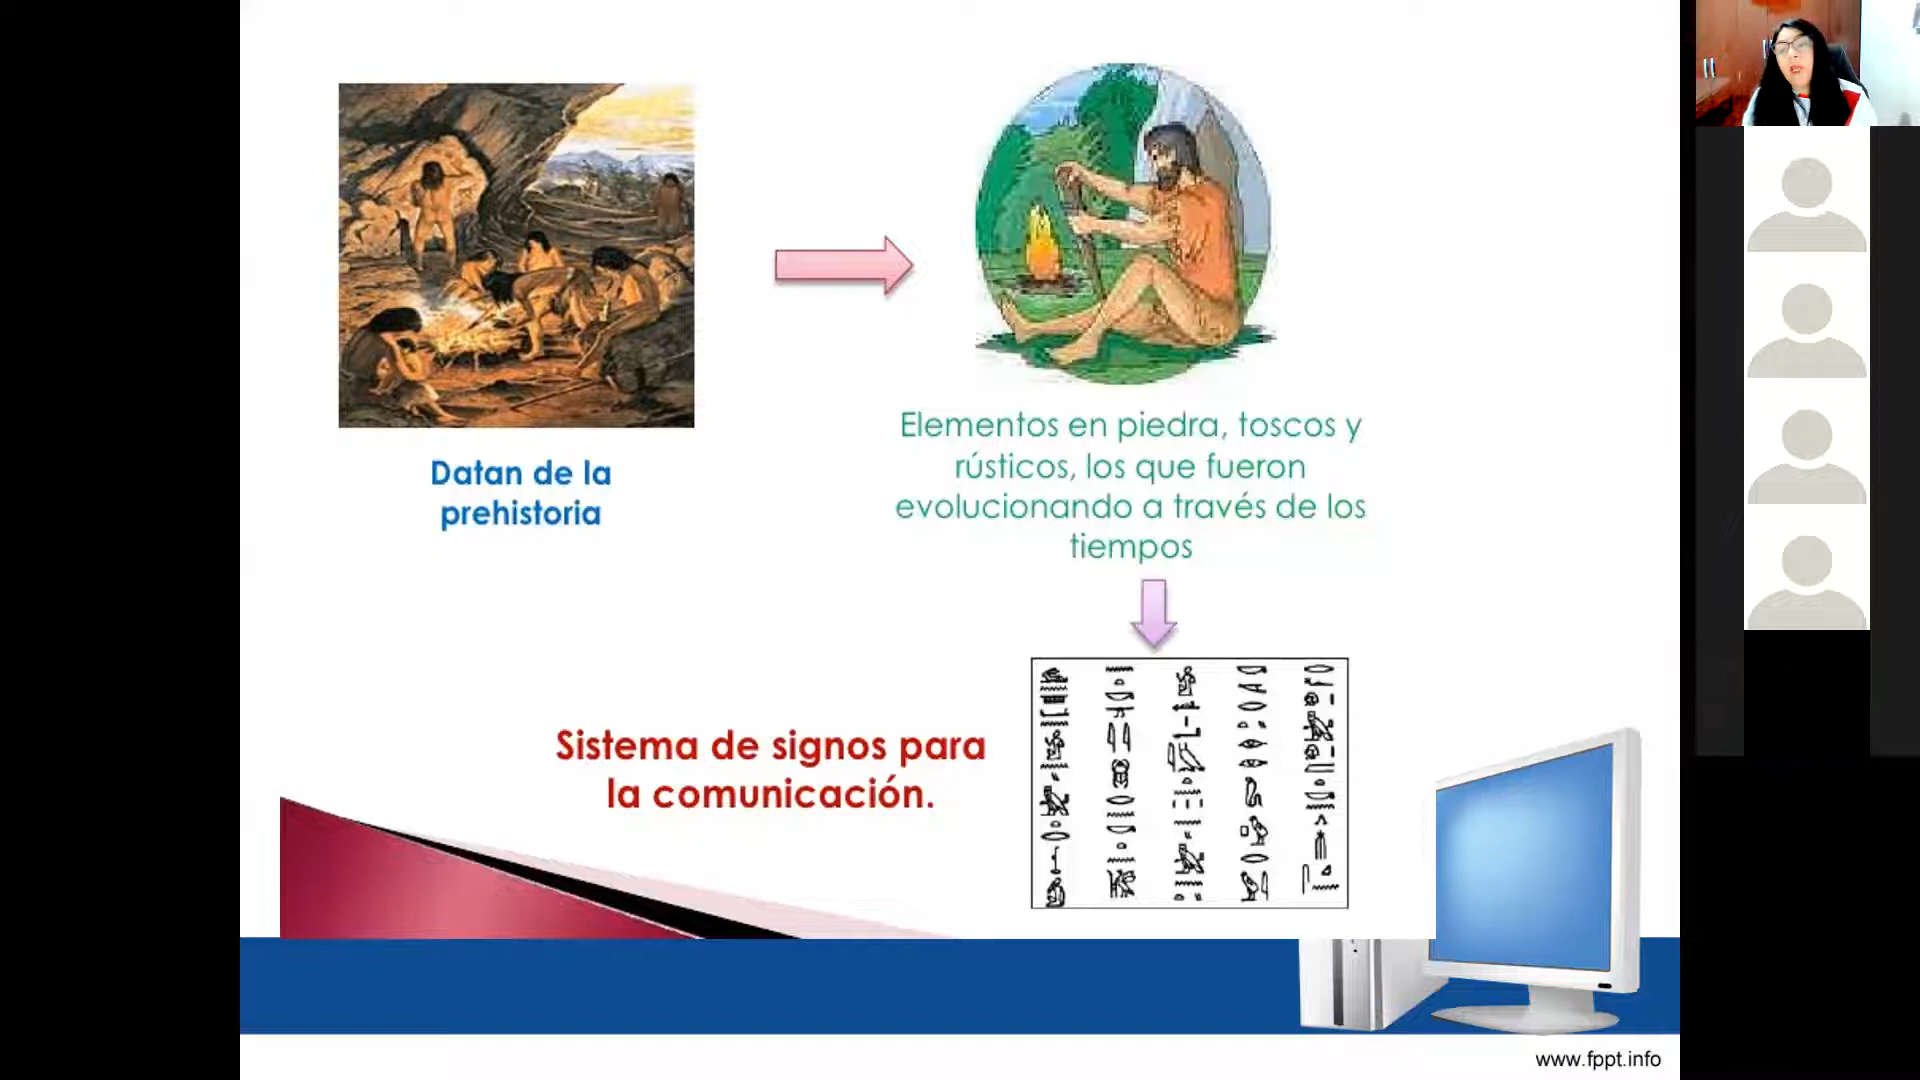 Datan de la
prehistoria
Elementos en piedra, toscos y
rústicos, los que fueron
evolucionando a través de los
tiempos
Sistema de signos para
la comunicación.
www.fppt.info